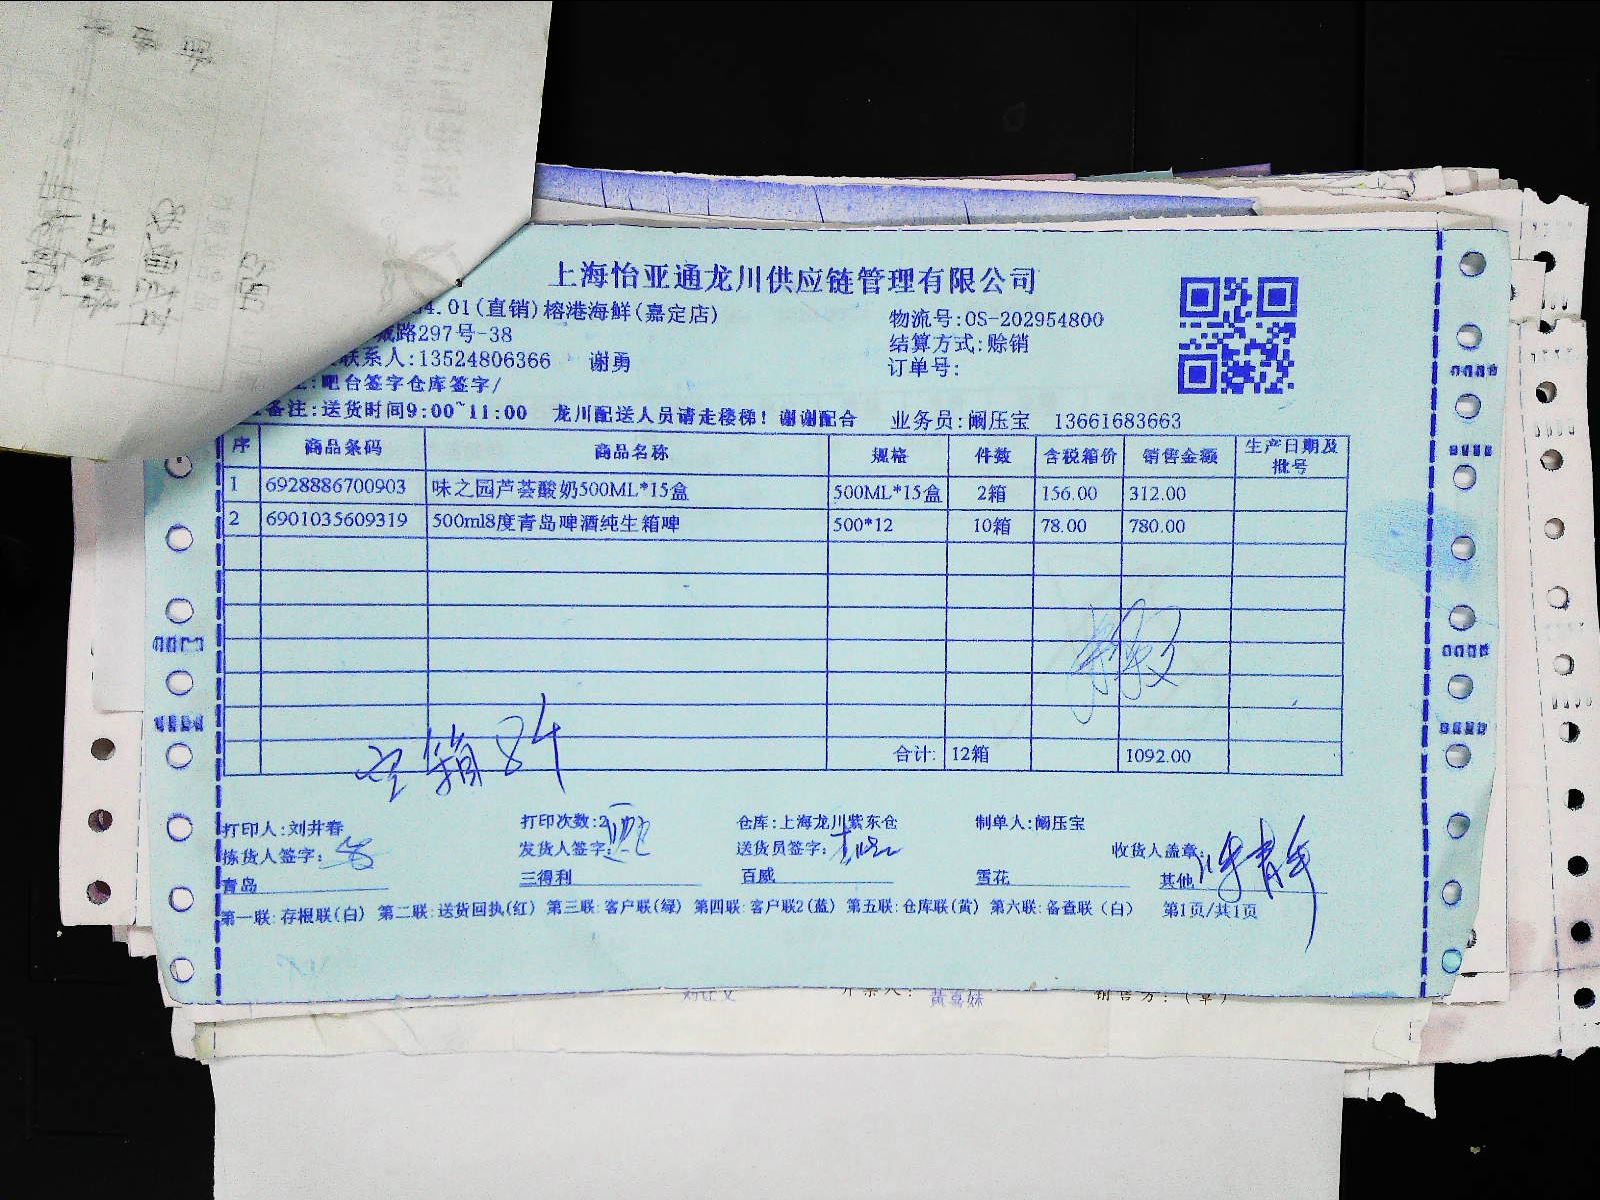 上海怡亚通龙川供应链管理有限公司
4.01(直销)榕港海鲜(嘉定店)
物流号:OS-202954800
城路297号-38
结算方式:赊销
联系人:13524806366 谢勇
订单号:
:吧台签字仓库签字/
备注:送货时间9:00~11:00 龙川配送人员请走楼梯!谢谢配合 业务员:阚压宝 13661683663
序 商品条码 商品名称 规格 件数 含税箱价 销售金额 生产日期及批号
1 6928886700903 味之园芦荟酸奶500ML*15盒 500ML*15盒 2箱 156.00 312.00
2 6901035609319 500ml8度青岛啤酒纯生箱啤 500*12 10箱 78.00 780.00
合计: 12箱 1092.00
空箱8个
打印人:刘井春 打印次数:2 仓库:上海龙川紫东仓 制单人:阚压宝
拣货人签字: 发货人签字: 送货员签字: 收货人盖章:
青岛 三得利 百威 雪花 其他
第一联:存根联(白) 第二联:送货回执(红) 第三联:客户联(绿) 第四联:客户联2(蓝) 第五联:仓库联(黄) 第六联:备查联(白) 第1页/共1页
开票人: 黄喜妹 销售方:(章)